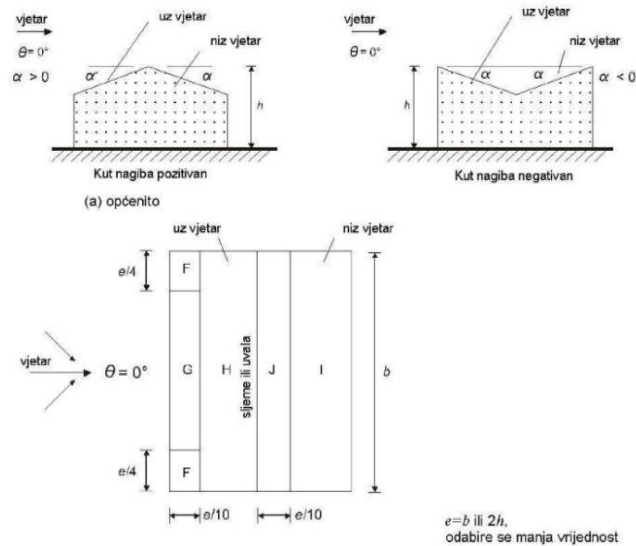 vjetar
θ = 0°
α > 0
uz vjetar
niz vjetar
α
α
h
Kut nagiba pozitivan
vjetar
θ = 0°
uz vjetar
niz vjetar
α
α
α < 0
h
Kut nagiba negativan
(a) općenito
uz vjetar
niz vjetar
e/4
F
vjetar
θ = 0°
G
H
sljeme ili uvala
J
I
b
e/4
F
e/10
e/10
e=b ili 2h,
odabire se manja vrijednost